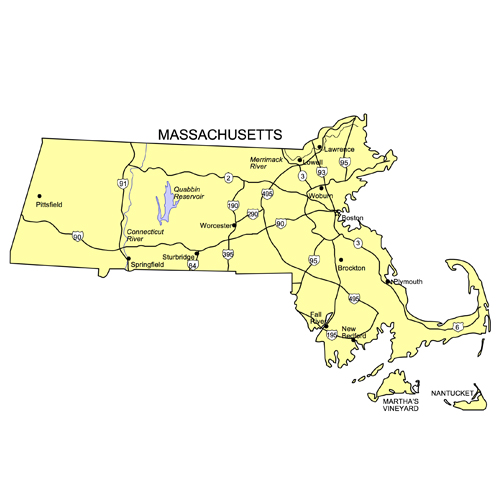 MASSACHUSETTS
Lawrence
Merrimack
River
Lowell
95
93
3
91
2
Quabbin
Reservoir
495
Woburn
Pittsfield
190
290
Boston
Worcester
90
Connecticut
River
90
3
Sturbridge
395
95
Springfield
84
Brockton
Plymouth
495
Fall
River
New
Bedford
195
6
MARTHA'S
VINEYARD
NANTUCKET